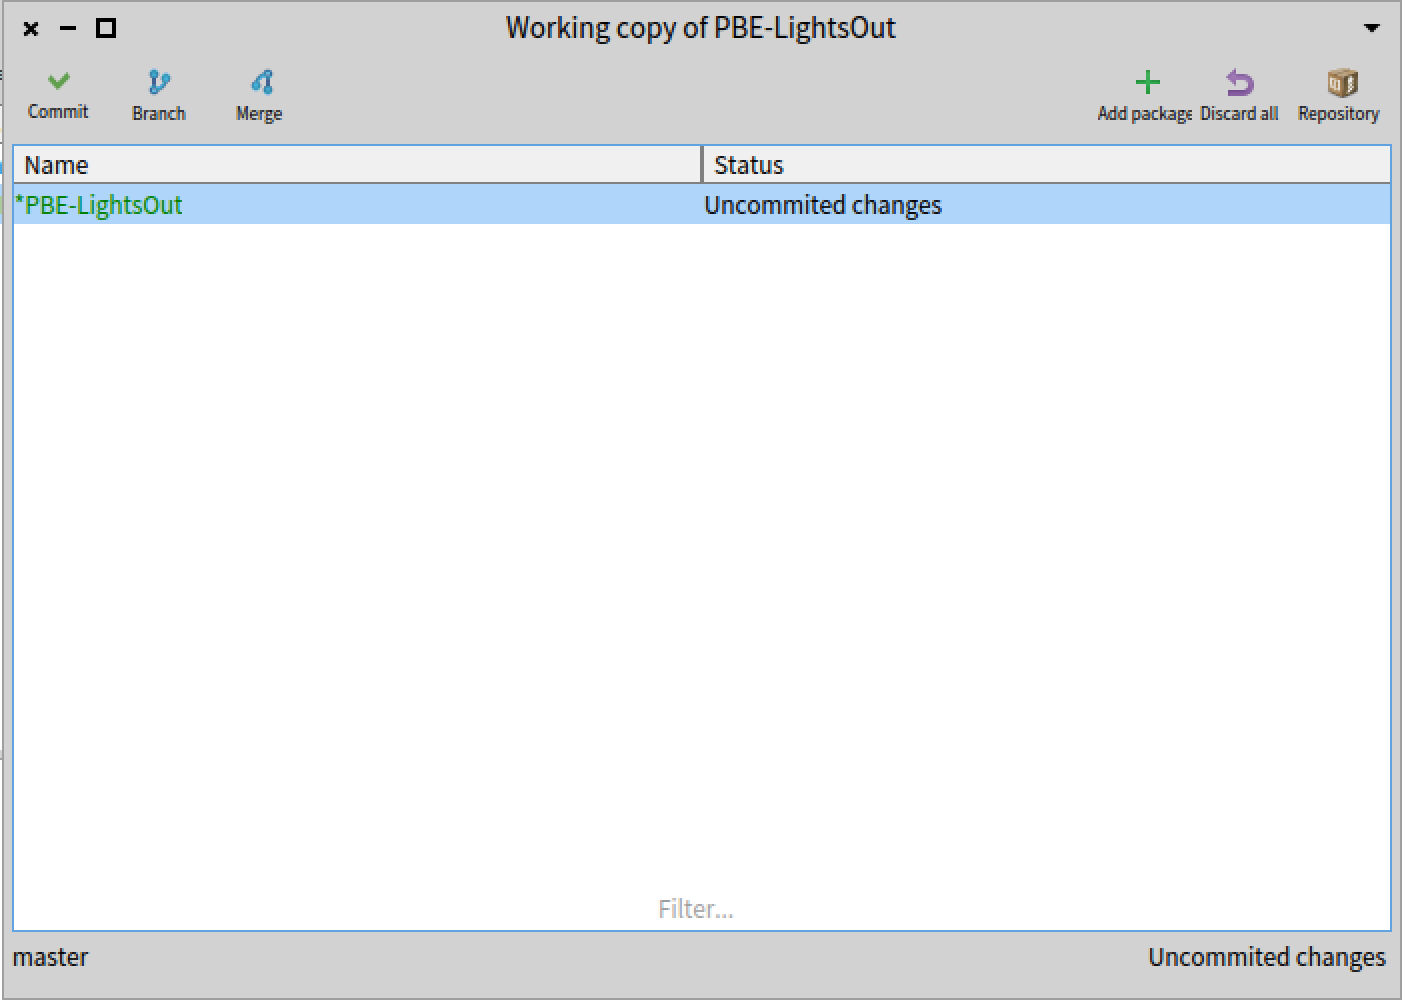 Working copy of PBE-LightsOut
Commit Branch Merge Add package Discard all Repository
Name Status
*PBE-LightsOut Uncommited changes
Filter...
master Uncommited changes